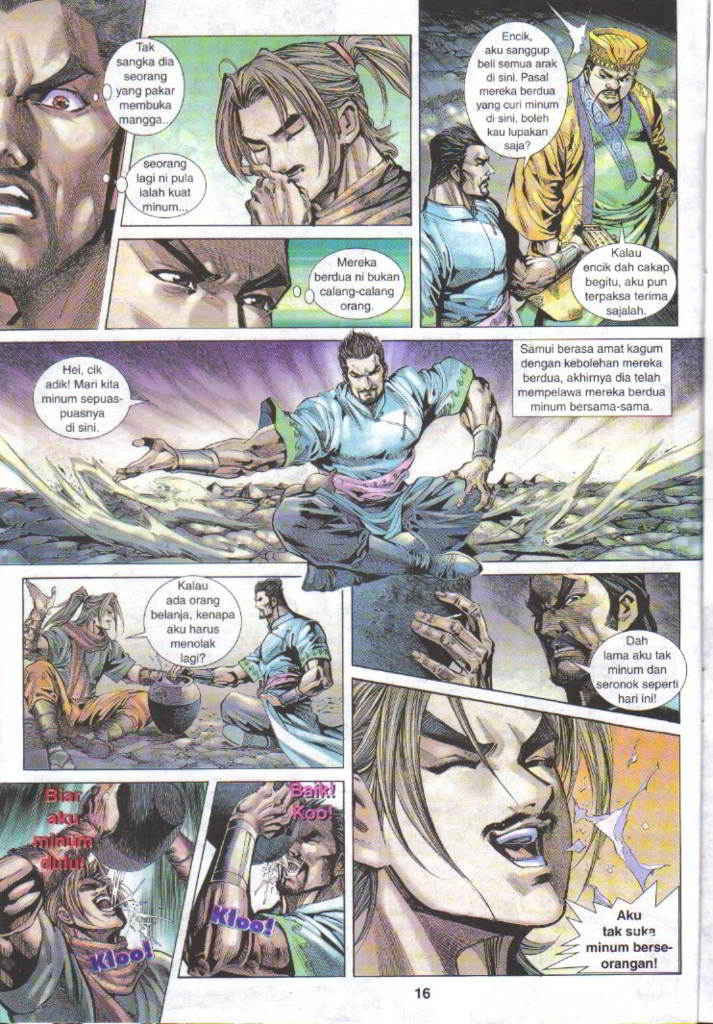 Tak
sangka dia
seorang
yang pakar
membuka
mangga...
seorang
lagi ni pula
ialah kuat
minum...
Mereka
berdua ni bukan
calang-calang
orang.
Encik,
aku sanggup
beli semua arak
di sini. Pasal
mereka berdua
yang curi minum
di sini, boleh
kau lupakan
saja?
Kalau
encik dah cakap
begitu, aku pun
terpaksa terima
sajalah.
Hei, cik
adik! Mari kita
minum sepuas-
puasnya
di sini.
Samui berasa amat kagum
dengan kebolehan mereka
berdua, akhirnya dia telah
mempelawa mereka berdua
minum bersama-sama.
Kalau
ada orang
belanja, kenapa
aku harus
menolak
lagi?
Dah
lama aku tak
minum dan
seronok seperti
hari ini!
Biar
aku
minum
dulu!
Kloo!
Baik!
Koo!
Kloo!
Aku
tak suka
minum berse-
orangan!
16